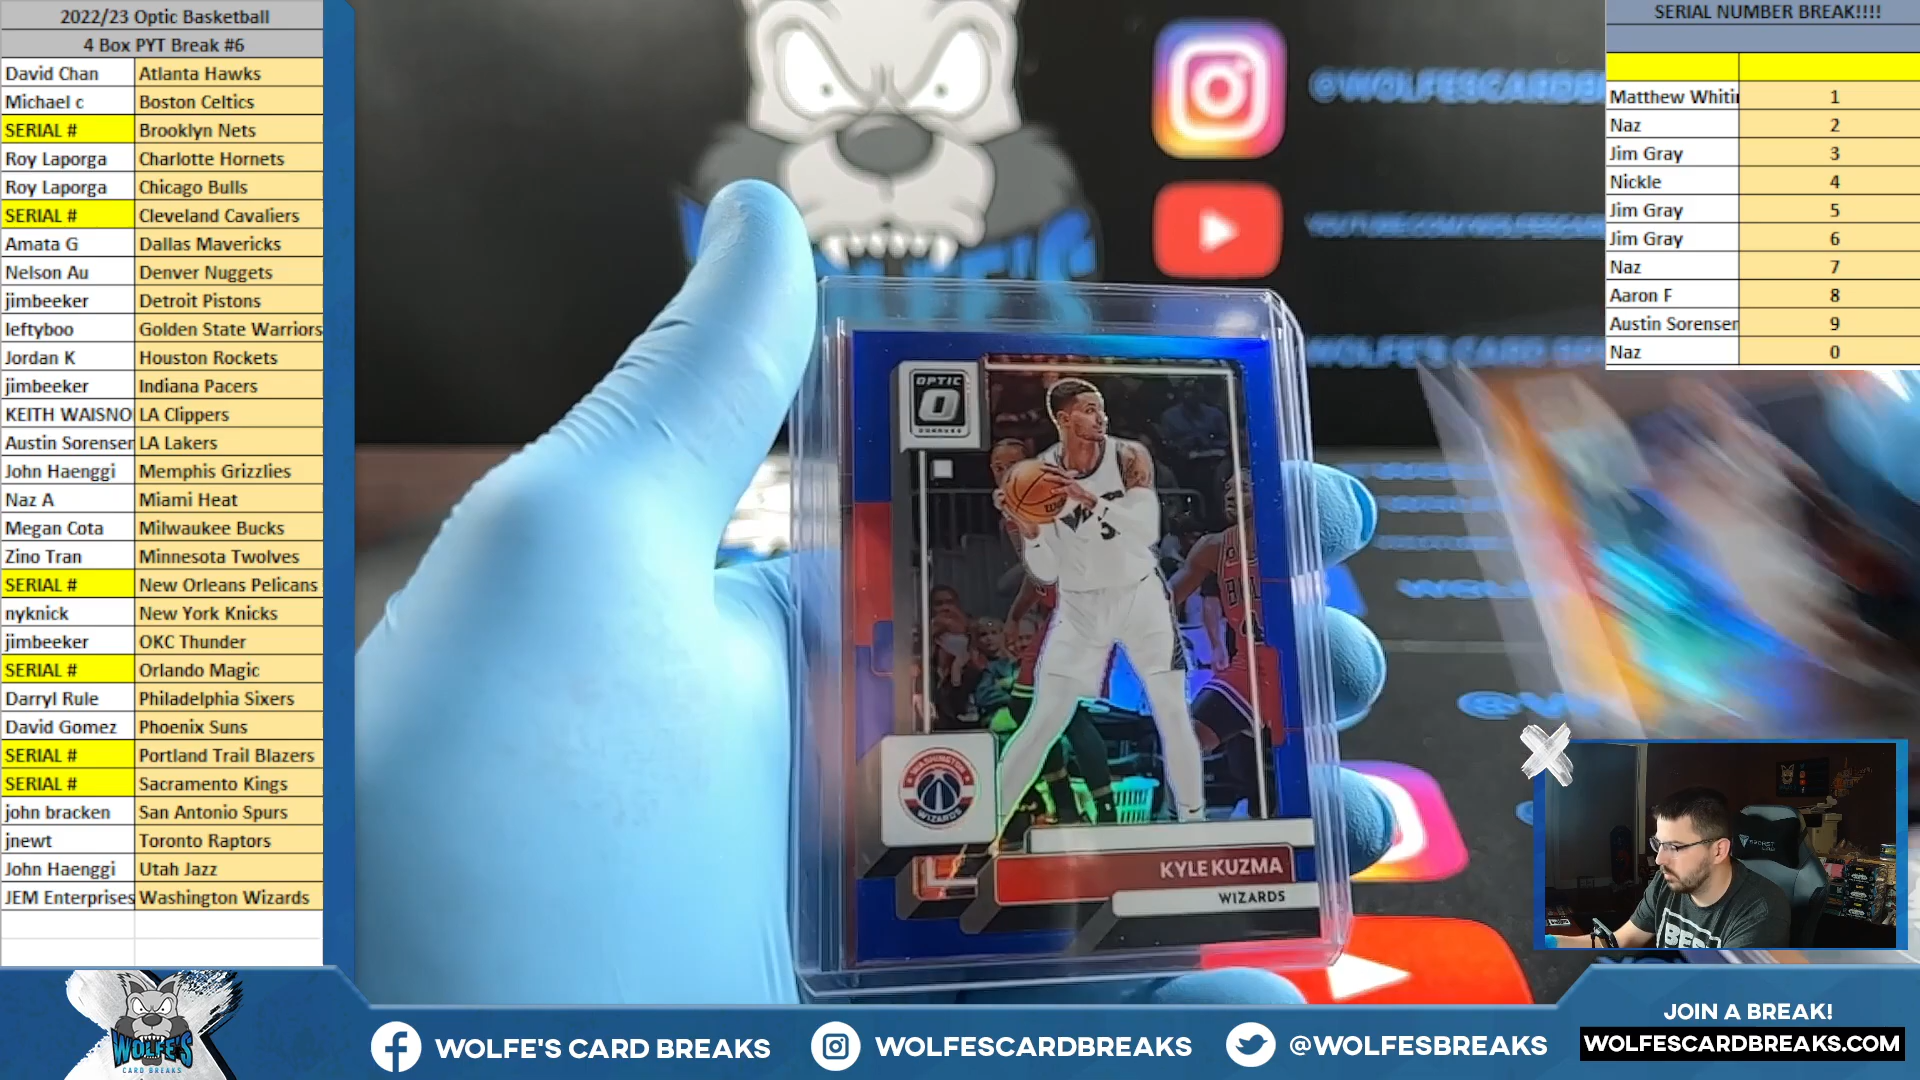 2022/23 Optic Basketball
4 Box PYT Break #6
David Chan Atlanta Hawks
Michael c Boston Celtics
SERIAL # Brooklyn Nets
Roy Laporga Charlotte Hornets
Roy Laporga Chicago Bulls
SERIAL # Cleveland Cavaliers
Amata G Dallas Mavericks
Nelson Au Denver Nuggets
jimbeeker Detroit Pistons
leftyboo Golden State Warriors
Jordan K Houston Rockets
jimbeeker Indiana Pacers
KEITH WAISNO LA Clippers
Austin Sorenser LA Lakers
John Haenggi Memphis Grizzlies
Naz A Miami Heat
Megan Cota Milwaukee Bucks
Zino Tran Minnesota Twolves
SERIAL # New Orleans Pelicans
nyknick New York Knicks
jimbeeker OKC Thunder
SERIAL # Orlando Magic
Darryl Rule Philadelphia Sixers
David Gomez Phoenix Suns
SERIAL # Portland Trail Blazers
SERIAL # Sacramento Kings
john bracken San Antonio Spurs
jnewt Toronto Raptors
John Haenggi Utah Jazz
JEM Enterprises Washington Wizards
SERIAL NUMBER BREAK!!!!
Matthew Whitin 1
Naz 2
Jim Gray 3
Nickle 4
Jim Gray 5
Jim Gray 6
Naz 7
Aaron F 8
Austin Sorenser 9
Naz 0
WOLFE'S
OPTIC
DONRUSS
WASHINGTON
WIZARDS
KYLE KUZMA
WIZARDS
WOLFE'S
CARD BREAKS
WOLFE'S CARD BREAKS
WOLFESCARDBREAKS
@WOLFESBREAKS
JOIN A BREAK!
WOLFESCARDBREAKS.COM